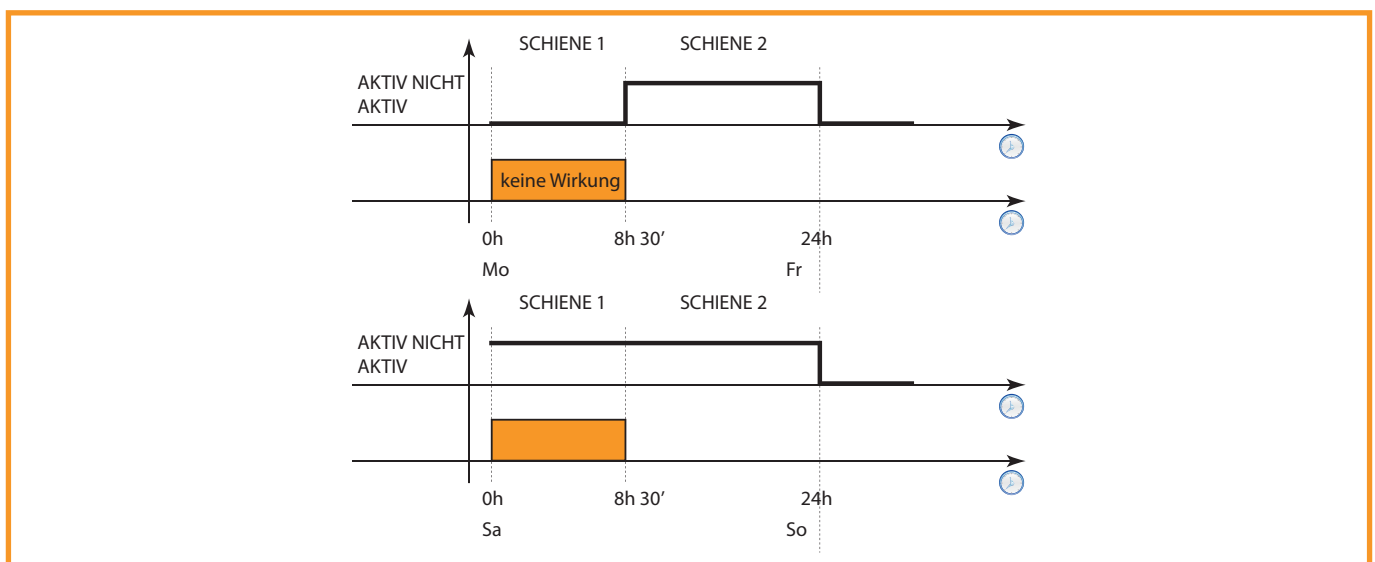 SCHIENE 1 SCHIENE 2
AKTIV NICHT
AKTIV
keine Wirkung
0h 8h 30’ 24h
Mo Fr
SCHIENE 1 SCHIENE 2
AKTIV NICHT
AKTIV
0h 8h 30’ 24h
Sa So